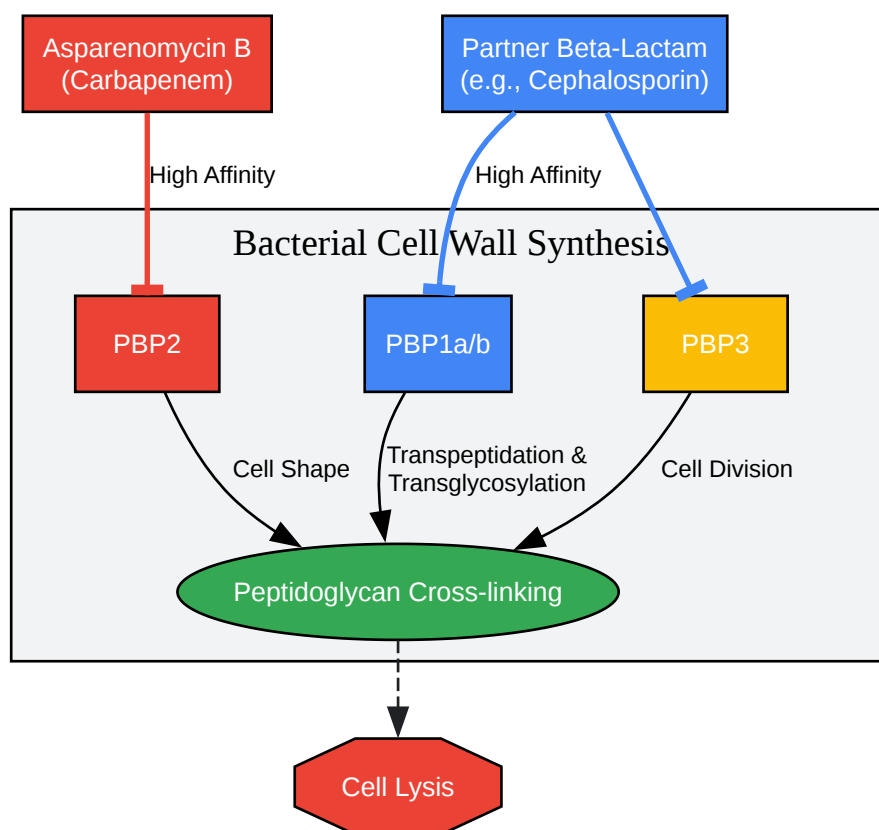 Asparenomycin B
(Carbapenem)
Partner Beta-Lactam
(e.g., Cephalosporin)
High Affinity
High Affinity
Bacterial Cell Wall Synthesis
PBP2
PBP1a/b
PBP3
Cell Shape
Transpeptidation &
Transglycosylation
Cell Division
Peptidoglycan Cross-linking
Cell Lysis